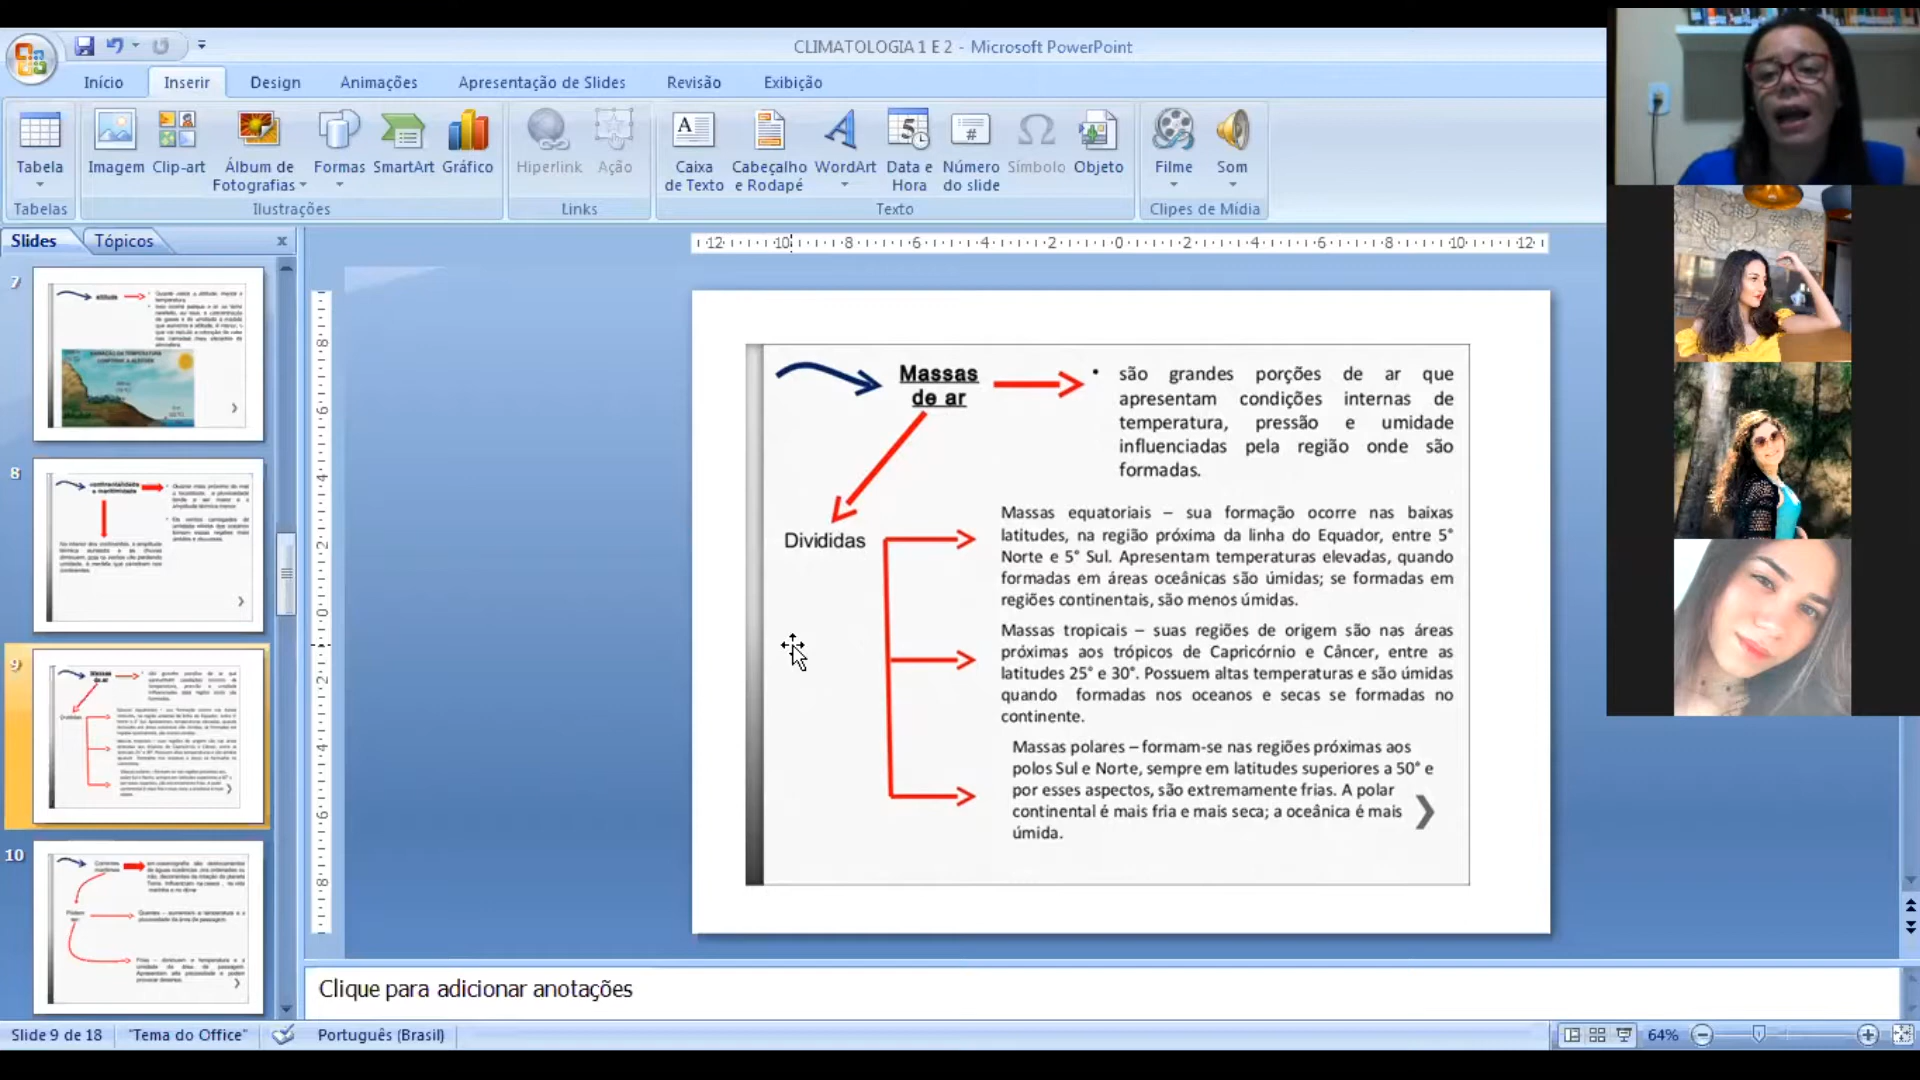 CLIMATOLOGIA 1 E 2 - Microsoft PowerPoint
Início Inserir Design Animações Apresentação de Slides Revisão Exibição
Tabela Imagem Clip-art Álbum de Fotografias Formas SmartArt Gráfico Hiperlink Ação Caixa de Texto Cabeçalho e Rodapé WordArt Data e Hora Número do slide Símbolo Objeto Filme Som
Tabelas Ilustrações Links Texto Clipes de Mídia
Slides Tópicos
7
8
9
10
Massas
de ar
• são grandes porções de ar que
apresentam condições internas de
temperatura, pressão e umidade
influenciadas pela região onde são
formadas.
Divididas
Massas equatoriais – sua formação ocorre nas baixas
latitudes, na região próxima da linha do Equador, entre 5°
Norte e 5° Sul. Apresentam temperaturas elevadas, quando
formadas em áreas oceânicas são úmidas; se formadas em
regiões continentais, são menos úmidas.
Massas tropicais – suas regiões de origem são nas áreas
próximas aos trópicos de Capricórnio e Câncer, entre as
latitudes 25° e 30°. Possuem altas temperaturas e são úmidas
quando formadas nos oceanos e secas se formadas no
continente.
Massas polares – formam-se nas regiões próximas aos
polos Sul e Norte, sempre em latitudes superiores a 50° e
por esses aspectos, são extremamente frias. A polar
continental é mais fria e mais seca; a oceânica é mais
úmida.
Clique para adicionar anotações
Slide 9 de 18 "Tema do Office" Português (Brasil) 64%